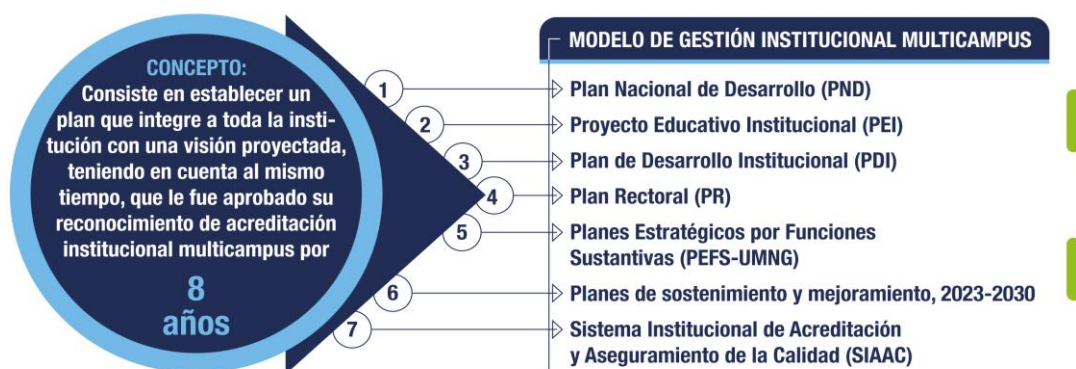 CONCEPTO:
Consiste en establecer un
plan que integre a toda la insti-
tución con una visión proyectada,
teniendo en cuenta al mismo
tiempo, que le fue aprobado su
reconocimiento de acreditación
institucional multicampus por
8
años
MODELO DE GESTIÓN INSTITUCIONAL MULTICAMPUS
1 Plan Nacional de Desarrollo (PND)
2 Proyecto Educativo Institucional (PEI)
3 Plan de Desarrollo Institucional (PDI)
4 Plan Rectoral (PR)
5 Planes Estratégicos por Funciones
Sustantivas (PEFS-UMNG)
6 Planes de sostenimiento y mejoramiento, 2023-2030
7 Sistema Institucional de Acreditación
y Aseguramiento de la Calidad (SIAAC)